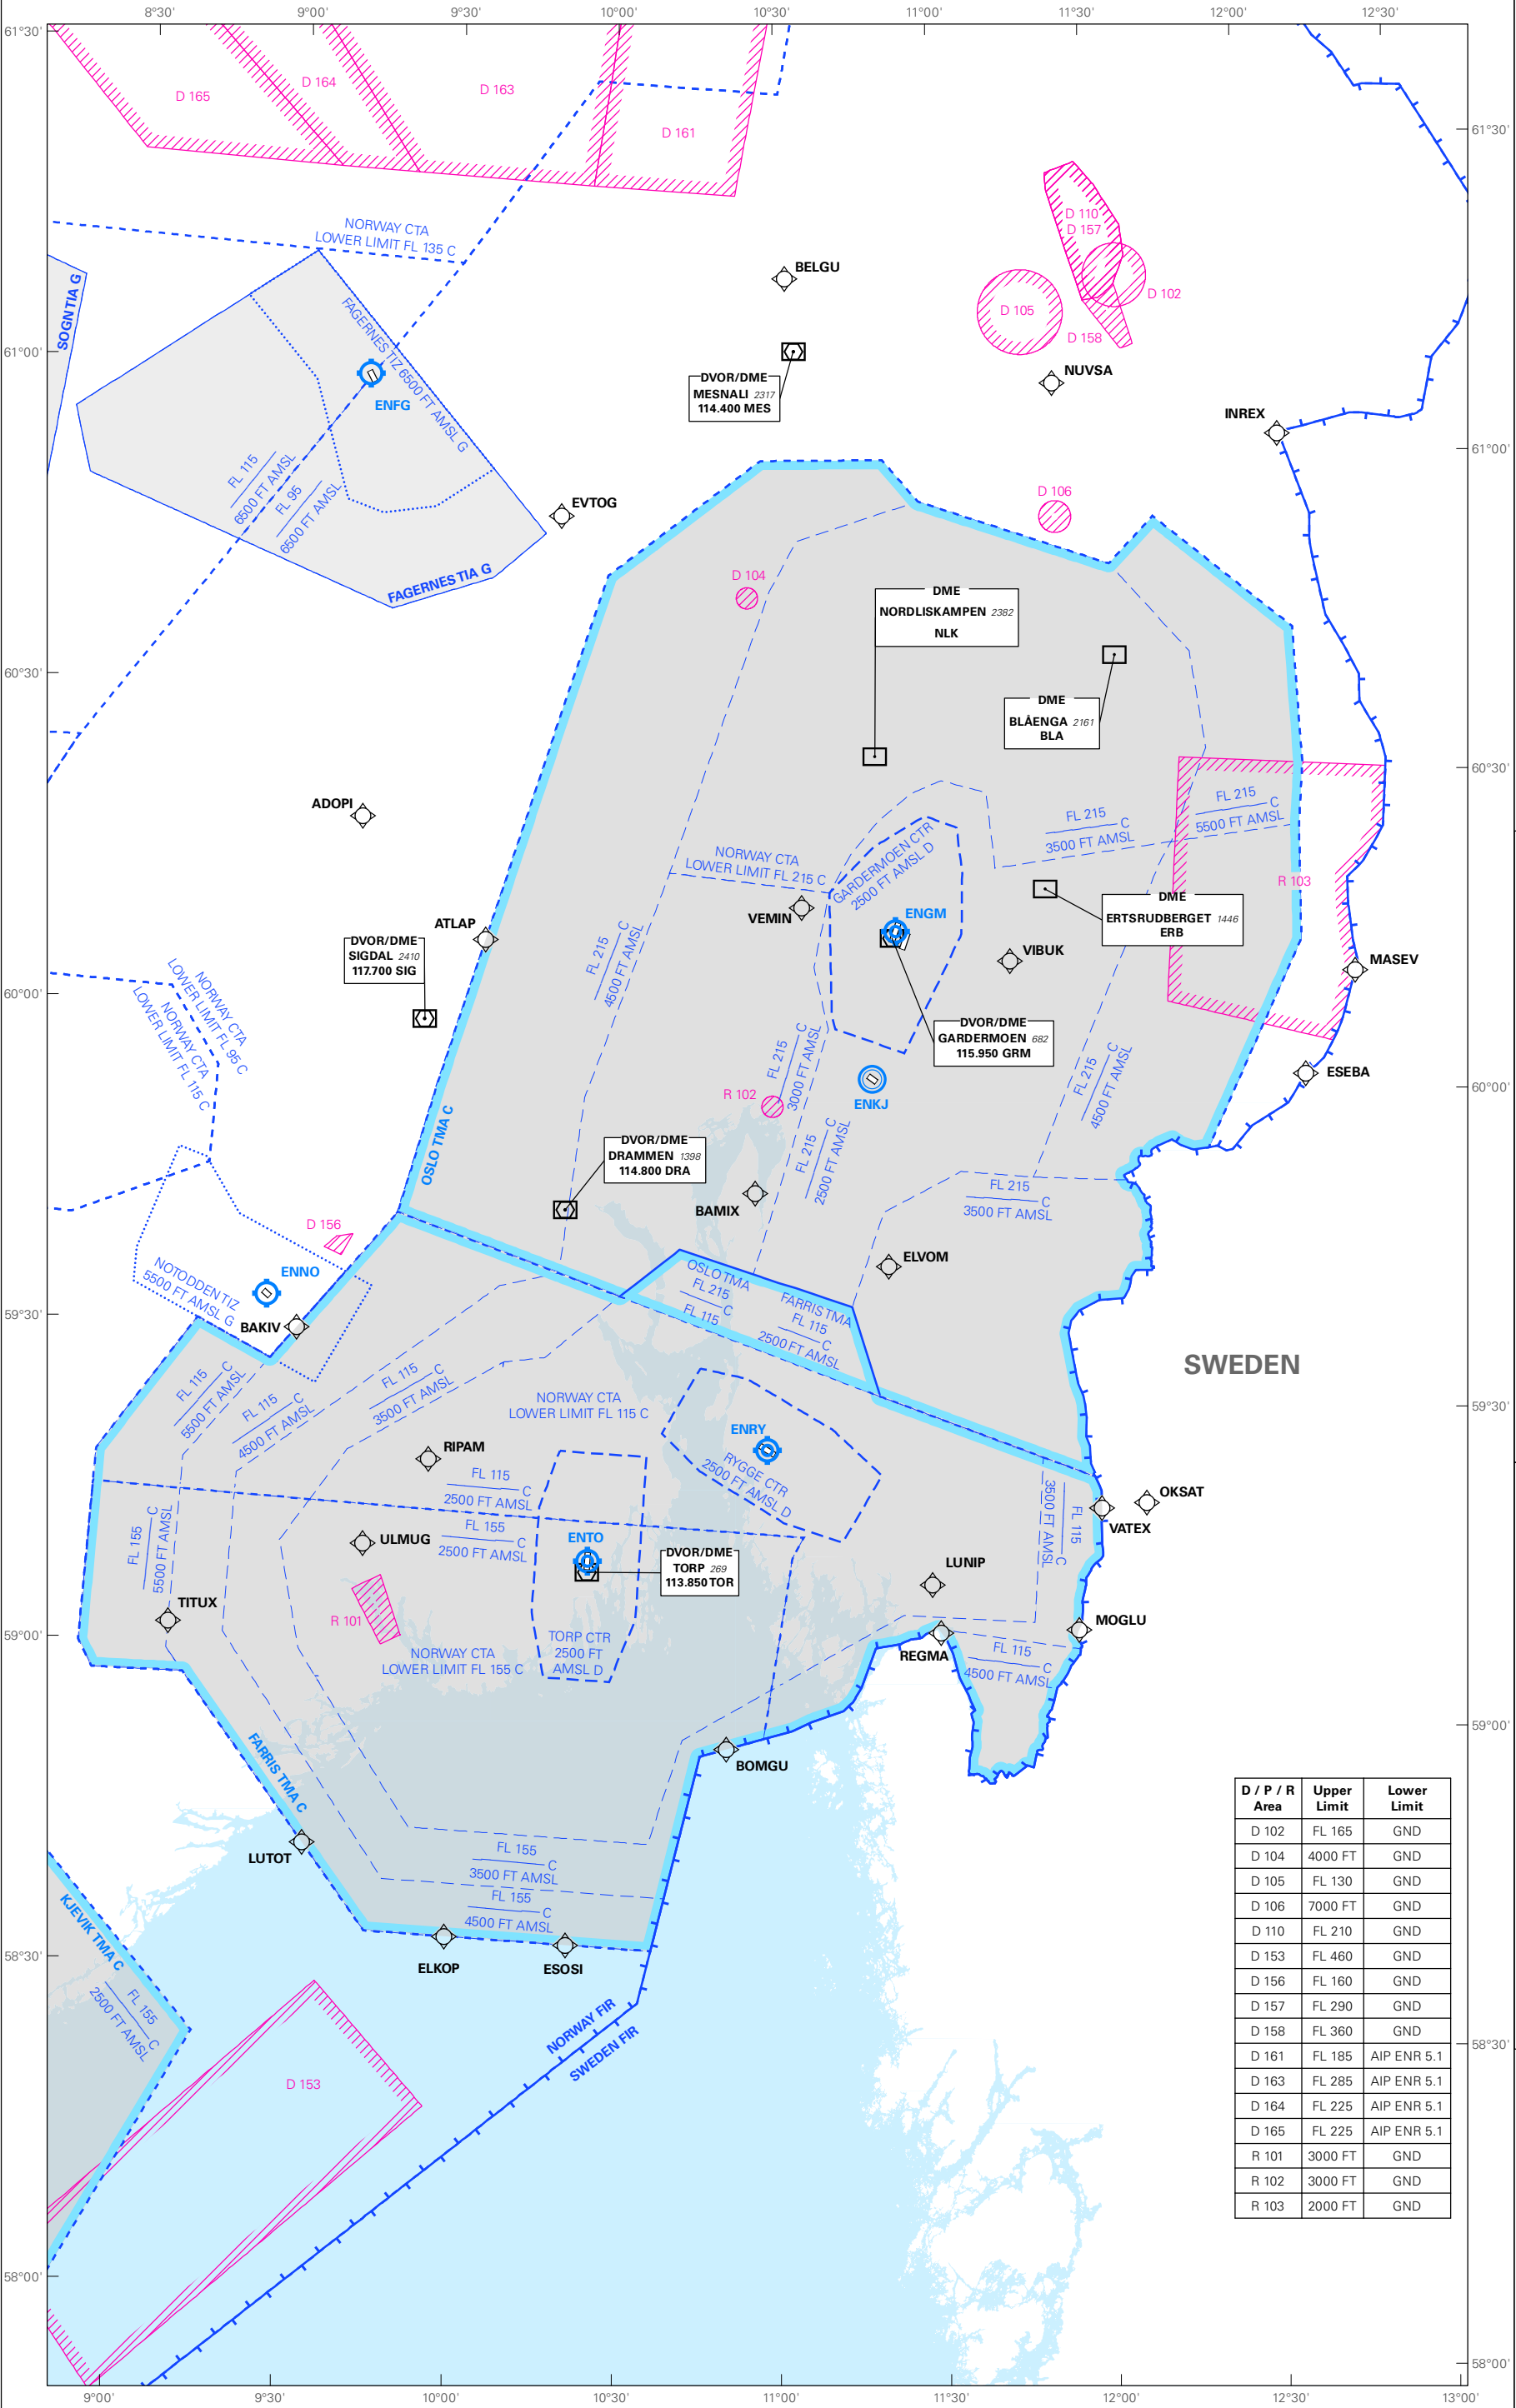 8°30' 9°00' 9°30' 10°00' 10°30' 11°00' 11°30' 12°00' 12°30'
61°30'
D 165
D 164
D 163
D 161
61°30'
D 110
D 157
D 102
D 105
D 158
NORWAY CTA
LOWER LIMIT FL 135 C
SOGN TIA G
FAGERNES TIZ 6500 FT AMSL G
BELGU
61°00'
ENFG
DVOR/DME
MESNALI 2317
114.400 MES
NUVSA
INREX
61°00'
FL 115
6500 FT AMSL
FL 95
6500 FT AMSL
EVTOG
D 106
FAGERNES TIA G
D 104
DME
NORDLISKAMPEN 2382
NLK
60°30'
DME
BLÅENGA 2161
BLA
60°30'
ADOPI
FL 215
C
5500 FT AMSL
FL 215
C
3500 FT AMSL
GARDERMOEN CTR
2500 FT AMSL D
NORWAY CTA
LOWER LIMIT FL 215 C
R 103
VEMIN
ENGM
DME
ERTSRUDBERGET 1446
ERB
ATLAP
DVOR/DME
SIGDAL 2410
117.700 SIG
FL 215
C
4500 FT AMSL
VIBUK
MASEV
60°00'
NORWAY CTA
LOWER LIMIT FL 95 C
NORWAY CTA
LOWER LIMIT FL 115 C
DVOR/DME
GARDERMOEN 682
115.950 GRM
FL 215
C
3000 FT AMSL
ENKJ
FL 215
C
4500 FT AMSL
ESEBA
60°00'
R 102
OSLO TMA C
DVOR/DME
DRAMMEN 1398
114.800 DRA
FL 215
C
2500 FT AMSL
BAMIX
FL 215
C
3500 FT AMSL
D 156
ELVOM
NOTODDEN TIZ
5500 FT AMSL G
ENNO
OSLO TMA
FL 215
C
FL 115
FARRIS TMA
FL 115
C
2500 FT AMSL
59°30'
BAKIV
SWEDEN
FL 115
C
5500 FT AMSL
FL 115
C
4500 FT AMSL
FL 115
C
3500 FT AMSL
NORWAY CTA
LOWER LIMIT FL 115 C
59°30'
ENRY
RYGGE CTR
2500 FT AMSL D
RIPAM
FL 115
C
2500 FT AMSL
FL 155
C
2500 FT AMSL
FL 115
C
3500 FT AMSL
OKSAT
VATEX
FL 155
C
5500 FT AMSL
ULMUG
ENTO
DVOR/DME
TORP 269
113.850 TOR
LUNIP
TITUX
R 101
MOGLU
59°00'
TORP CTR
2500 FT
AMSL D
NORWAY CTA
LOWER LIMIT FL 155 C
REGMA
FL 115
C
4500 FT AMSL
59°00'
FARRIS TMA C
BOMGU
LUTOT
FL 155
C
3500 FT AMSL
FL 155
C
4500 FT AMSL
KJEVIK TMA C
58°30'
ELKOP
ESOSI
FL 155
C
2500 FT AMSL
NORWAY FIR
SWEDEN FIR
58°30'
D 153
58°00'
58°00'
D / P / R Area Upper Limit Lower Limit
D 102 FL 165 GND
D 104 4000 FT GND
D 105 FL 130 GND
D 106 7000 FT GND
D 110 FL 210 GND
D 153 FL 460 GND
D 156 FL 160 GND
D 157 FL 290 GND
D 158 FL 360 GND
D 161 FL 185 AIP ENR 5.1
D 163 FL 285 AIP ENR 5.1
D 164 FL 225 AIP ENR 5.1
D 165 FL 225 AIP ENR 5.1
R 101 3000 FT GND
R 102 3000 FT GND
R 103 2000 FT GND
9°00' 9°30' 10°00' 10°30' 11°00' 11°30' 12°00' 12°30' 13°00'